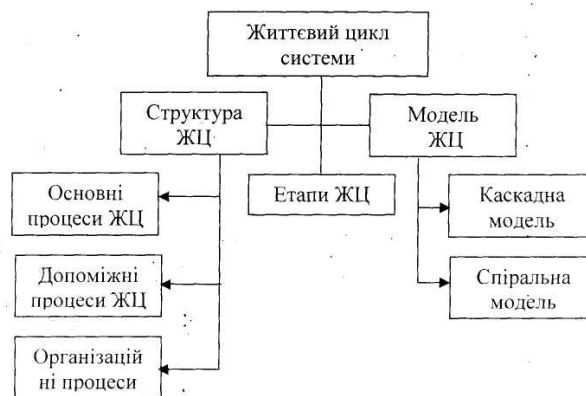 Життєвий цикл
системи
Структура
ЖЦ
Модель
ЖЦ
Етапи ЖЦ
Основні
процеси ЖЦ
Каскадна
модель
Допоміжні
процеси ЖЦ
Спіральна
модель
Організацій
ні процеси